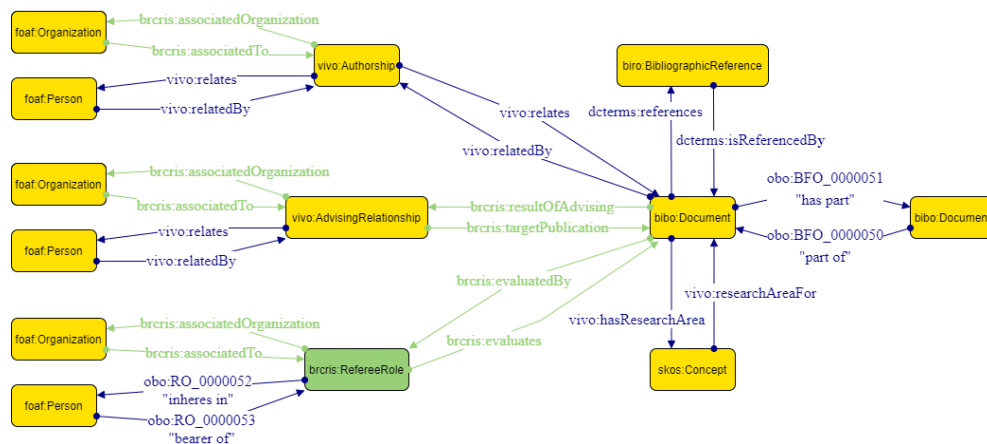 brcris:associatedOrganization
foaf:Organization
brcris:associatedTo
vivo:Authorship
vivo:relates
foaf:Person
vivo:relatedBy
biro:BibliographicReference
vivo:relates
dcterms:references
vivo:relatedBy
dcterms:isReferencedBy
brcris:associatedOrganization
foaf:Organization
brcris:associatedTo
vivo:AdvisingRelationship
vivo:relates
foaf:Person
vivo:relatedBy
brcris:resultOfAdvising
brcris:targetPublication
bibo:Document
obo:BFO_0000051
"has part"
bibo:Document
obo:BFO_0000050
"part of"
brcris:evaluatedBy
vivo:researchAreaFor
vivo:hasResearchArea
brcris:evaluates
brcris:associatedOrganization
foaf:Organization
brcris:associatedTo
brcris:RefereeRole
skos:Concept
obo:RO_0000052
"inheres in"
foaf:Person
obo:RO_0000053
"bearer of"